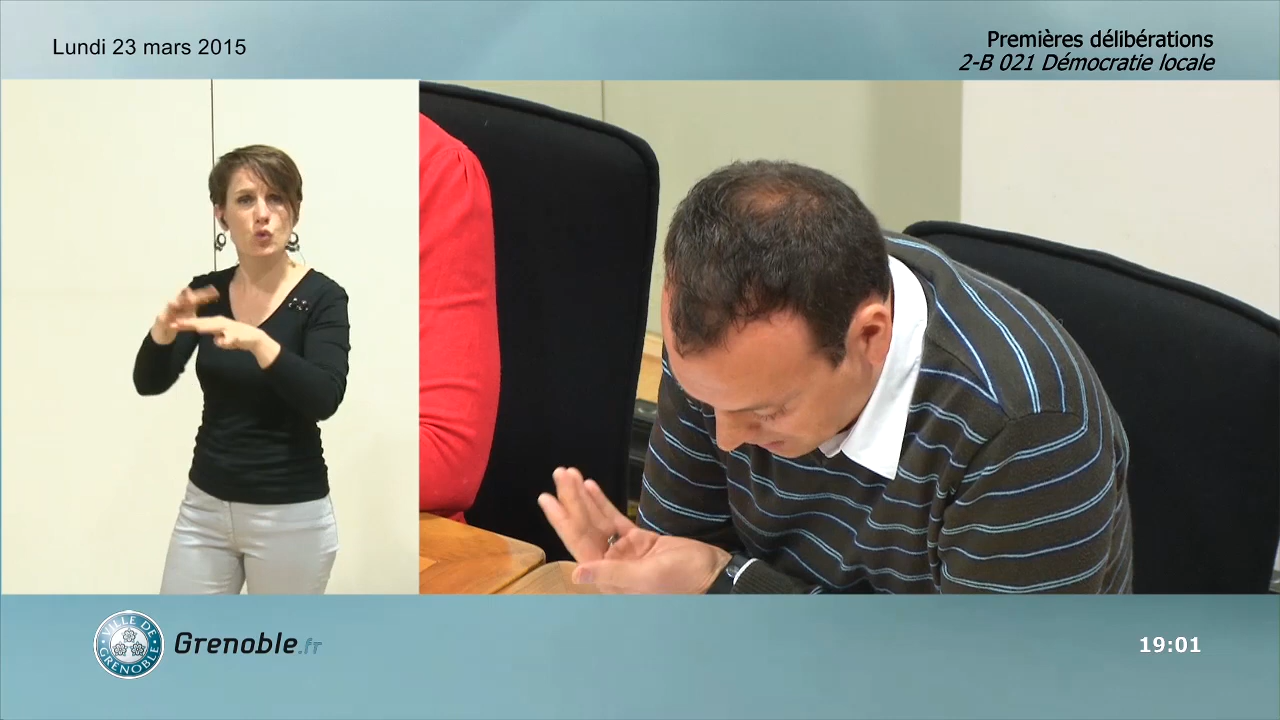 Lundi 23 mars 2015
Premières délibérations
2-B 021 Démocratie locale
VILLE DE
GRENOBLE
Grenoble.fr
19:01